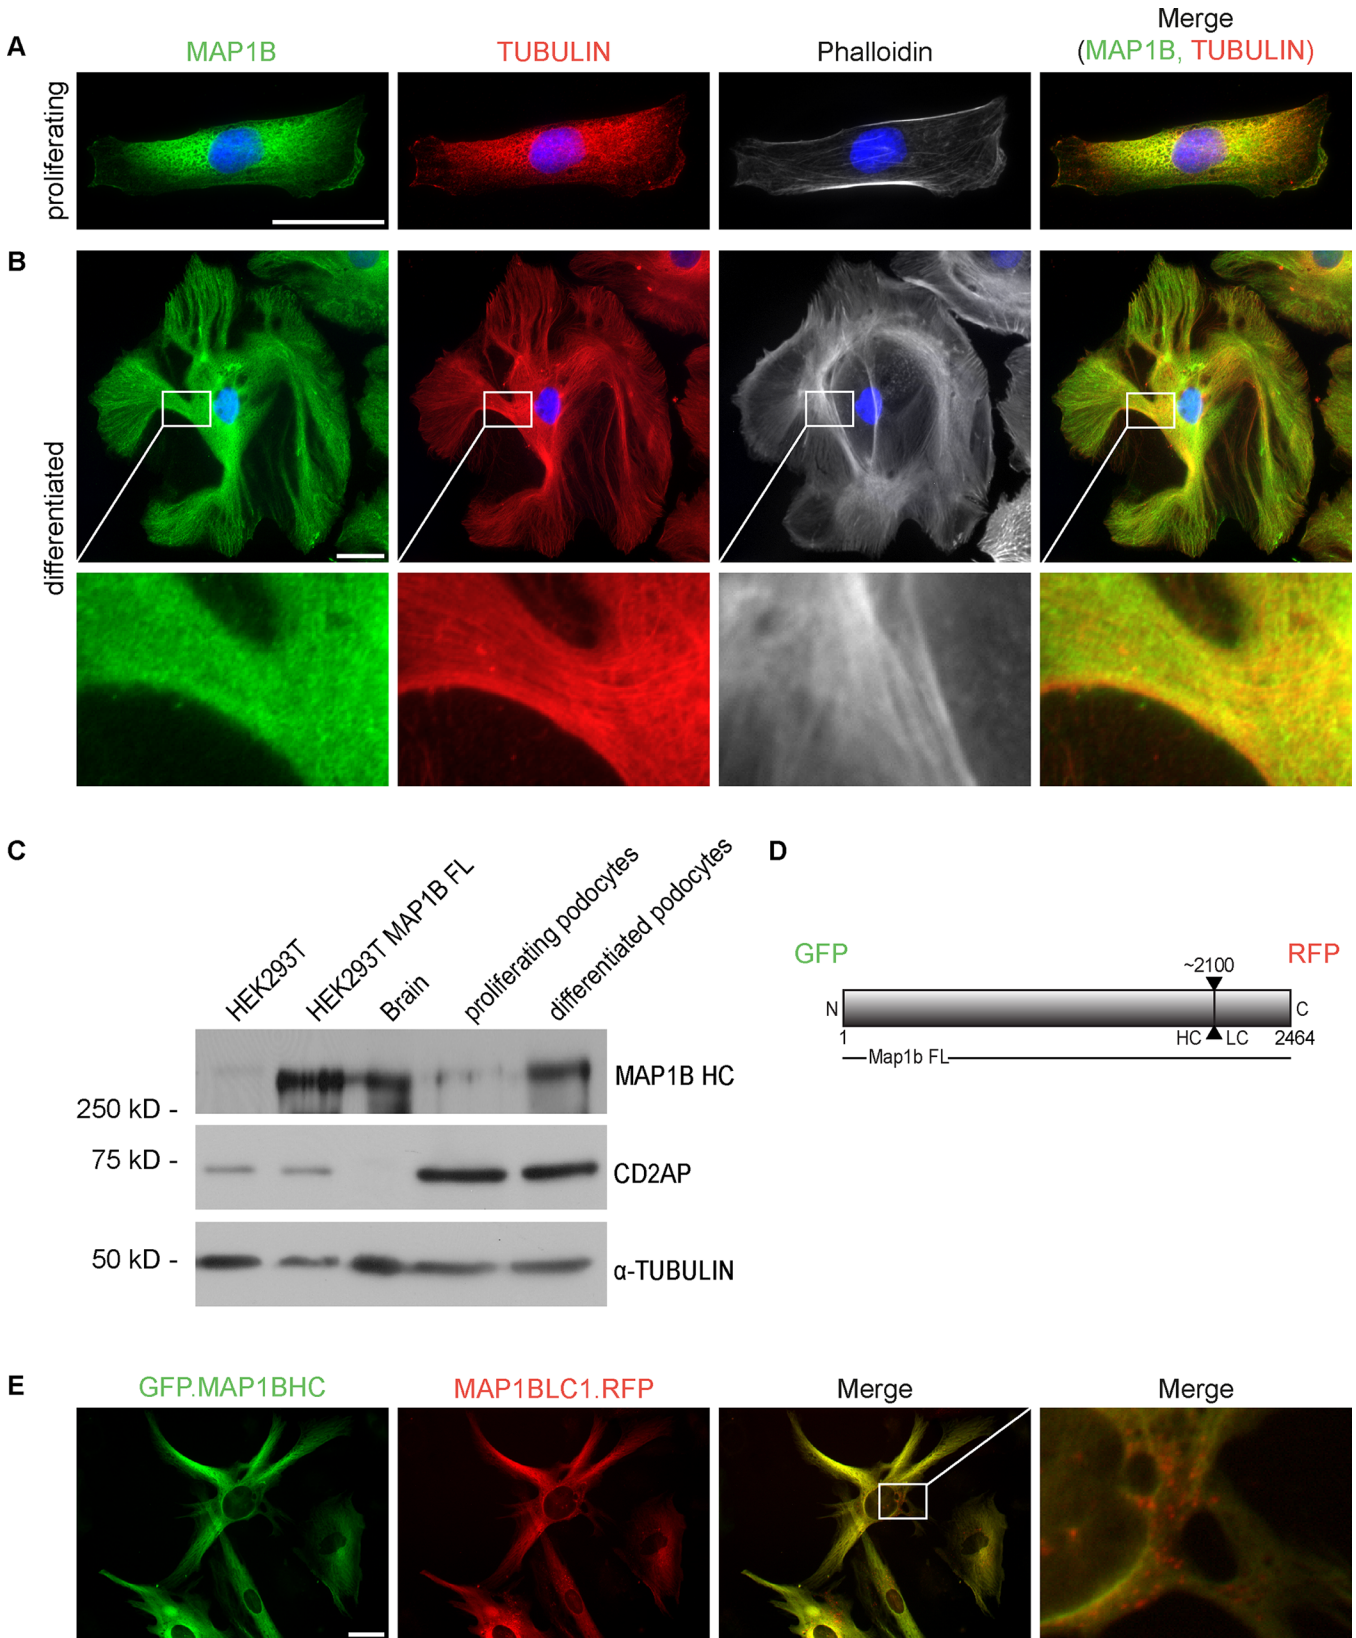 A
MAP1B
TUBULIN
Phalloidin
Merge
(MAP1B, TUBULIN)
proliferating
B
differentiated
C
HEK293T
HEK293T MAP1B FL
Brain
proliferating podocytes
differentiated podocytes
250 kD -
MAP1B HC
75 kD -
CD2AP
50 kD -
α-TUBULIN
D
GFP
RFP
~2100
N
C
1
HC
LC
2464
Map1b FL
E
GFP.MAP1BHC
MAP1BLC1.RFP
Merge
Merge